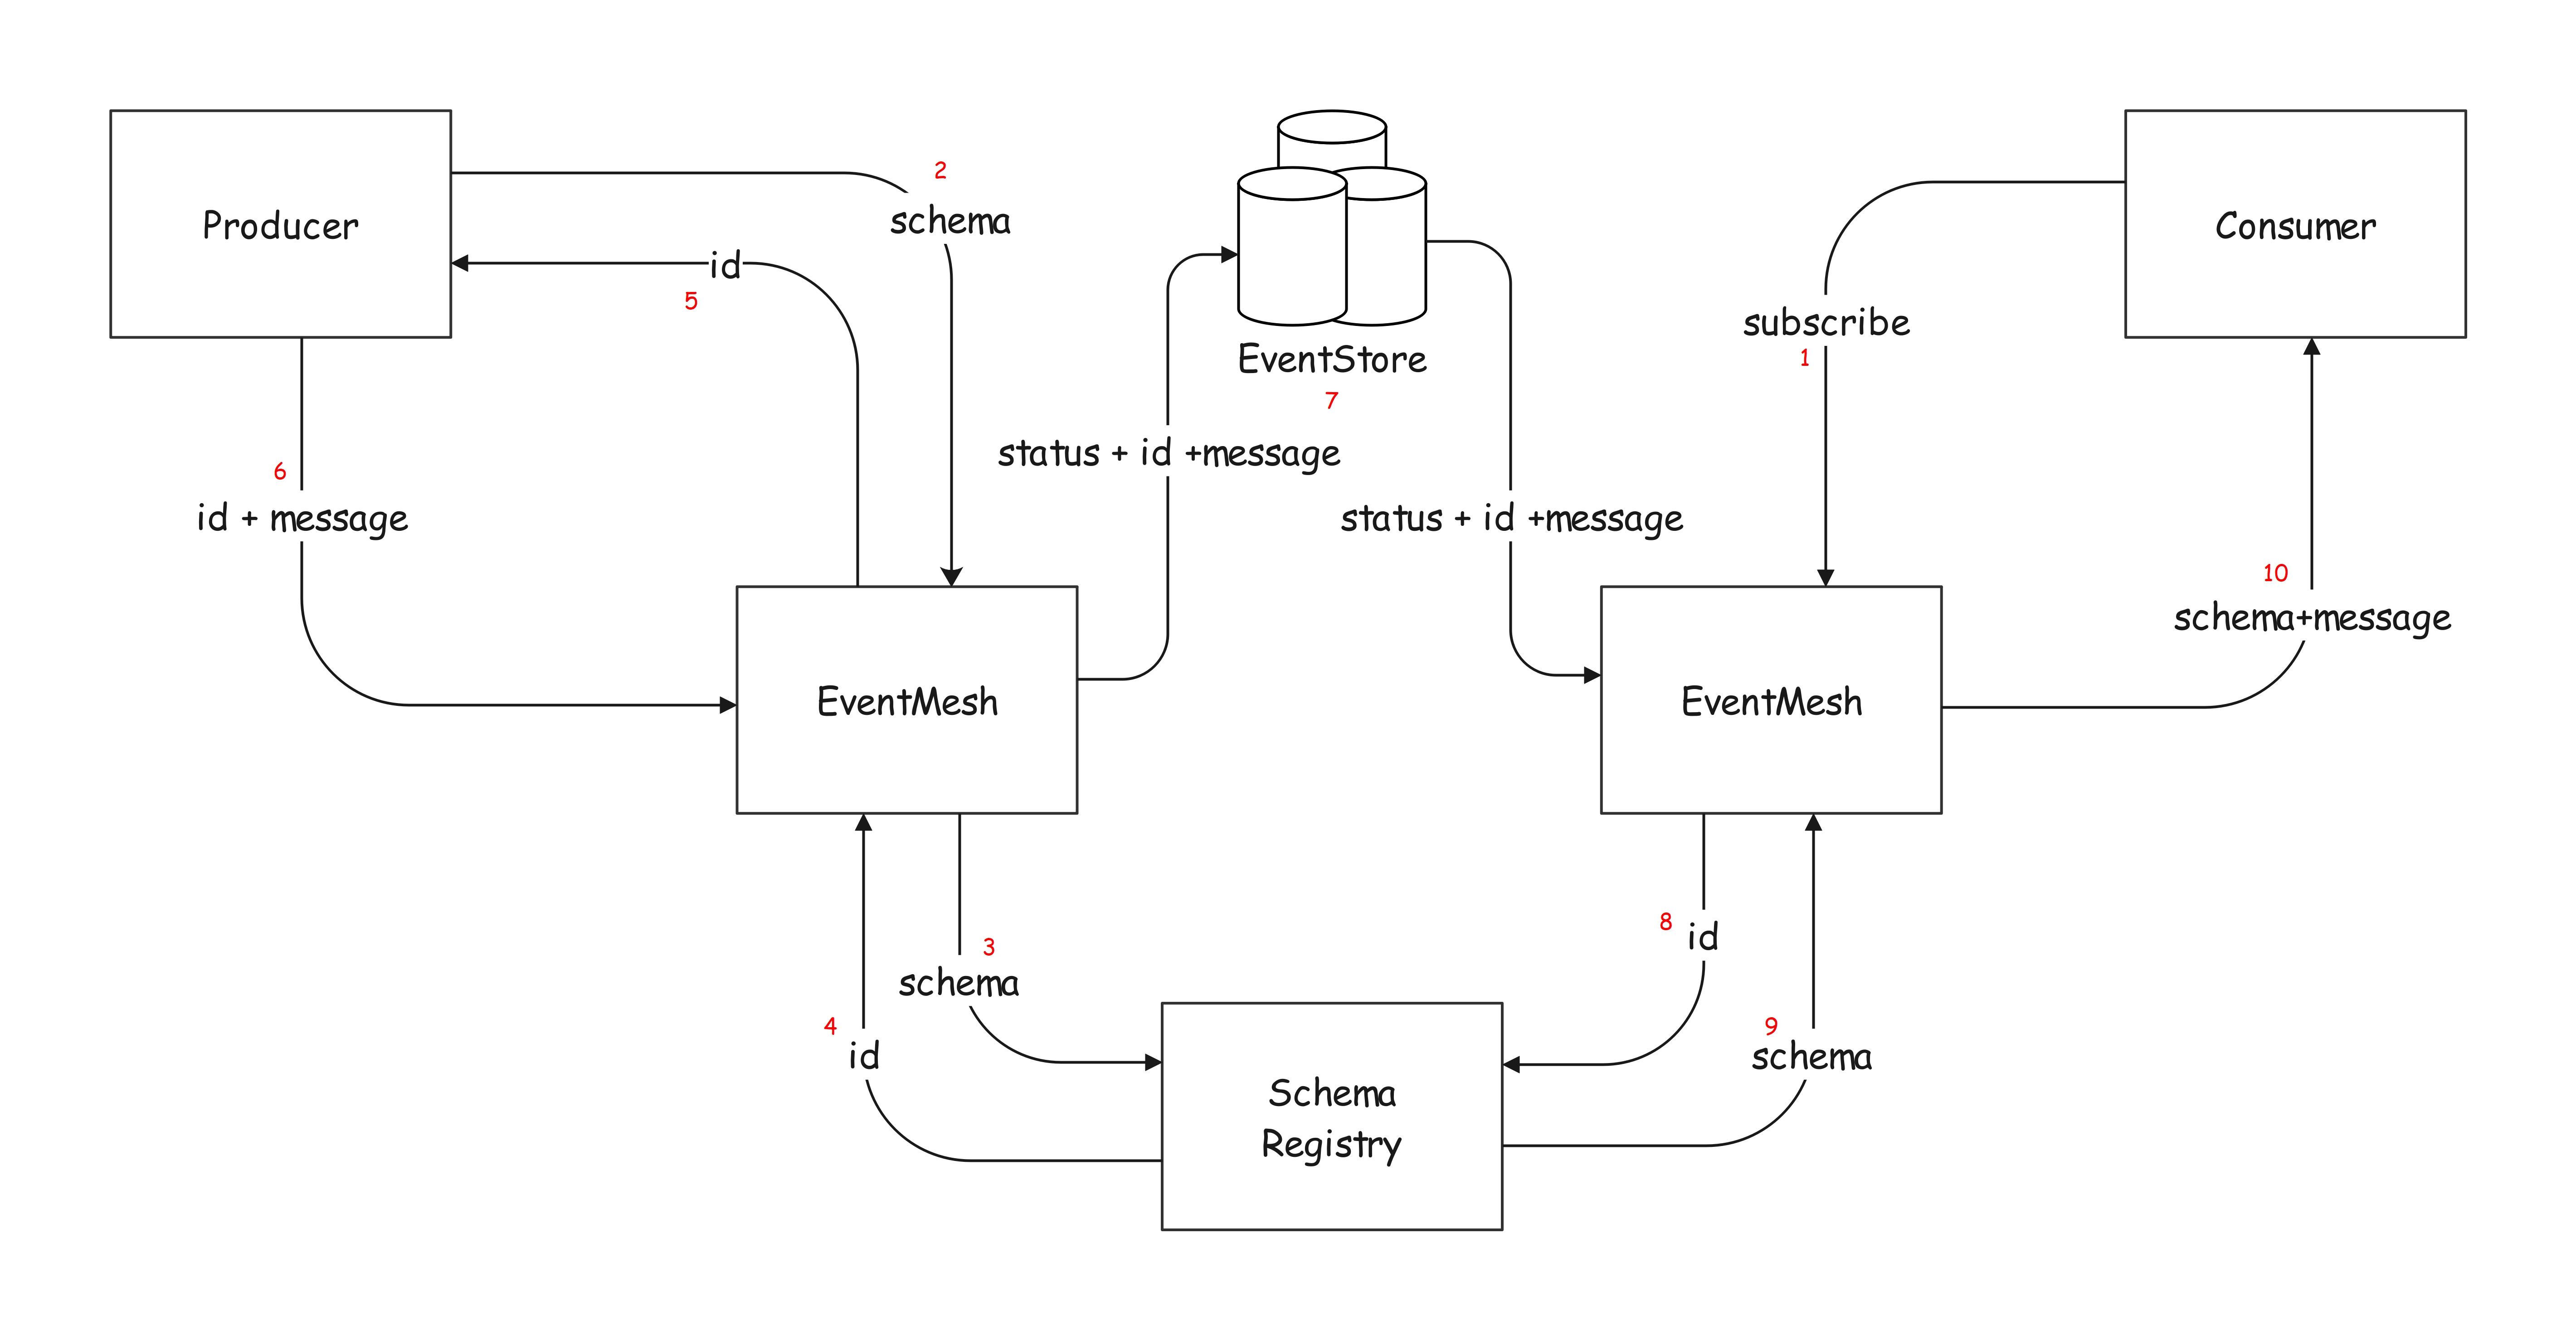 2
schema
Producer
Consumer
id
5
subscribe
1
EventStore
7
status + id +message
6
id + message
status + id +message
10
schema+message
EventMesh
EventMesh
8
id
3
schema
4
id
9
schema
Schema
Registry